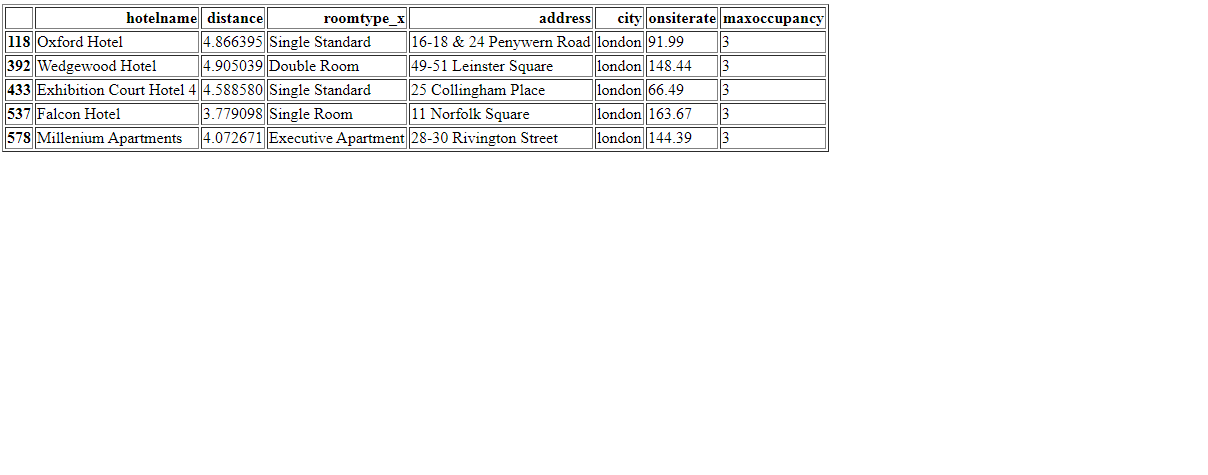 hotelname distance roomtype_x address city onsiterate maxoccupancy
118 Oxford Hotel 4.866395 Single Standard 16-18 & 24 Penywern Road london 91.99 3
392 Wedgewood Hotel 4.905039 Double Room 49-51 Leinster Square london 148.44 3
433 Exhibition Court Hotel 4 4.588580 Single Standard 25 Collingham Place london 66.49 3
537 Falcon Hotel 3.779098 Single Room 11 Norfolk Square london 163.67 3
578 Millenium Apartments 4.072671 Executive Apartment 28-30 Rivington Street london 144.39 3